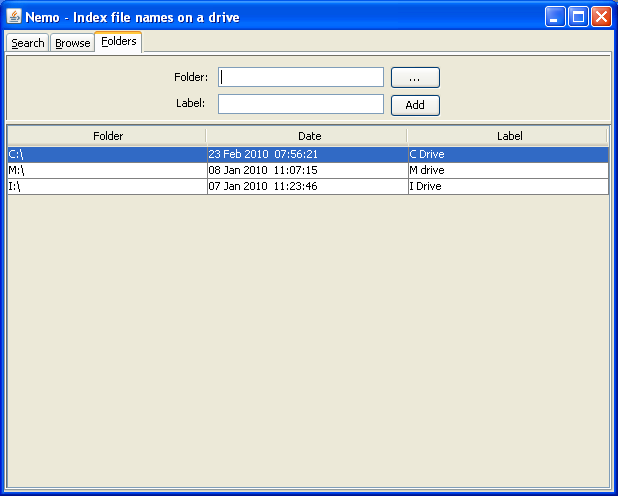 Nemo - Index file names on a drive
Search Browse Folders
Folder: ...
Label: Add
Folder Date Label
C:\ 23 Feb 2010 07:56:21 C Drive
M:\ 08 Jan 2010 11:07:15 M drive
I:\ 07 Jan 2010 11:23:46 I Drive